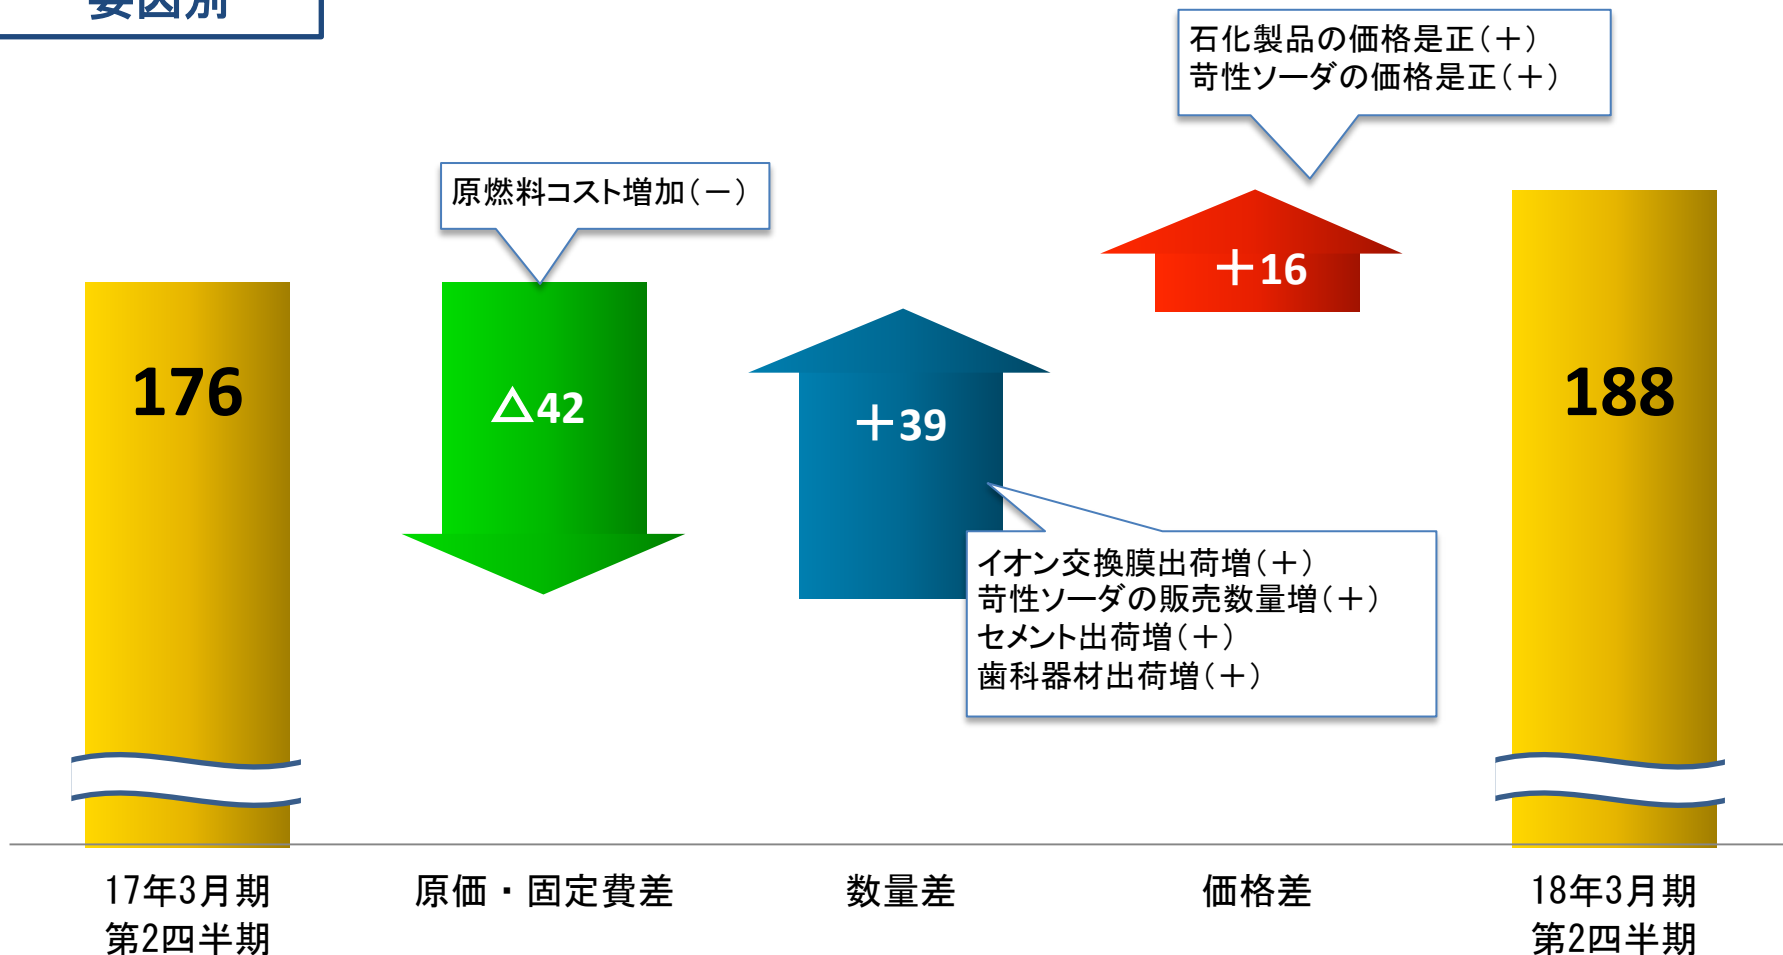 要因別
石化製品の価格是正(＋)
苛性ソーダの価格是正(＋)
原燃料コスト増加(－)
＋16
176
△42
＋39
188
イオン交換膜出荷増(＋)
苛性ソーダの販売数量増(＋)
セメント出荷増(＋)
歯科器材出荷増(＋)
17年3月期
第2四半期
原価・固定費差
数量差
価格差
18年3月期
第2四半期